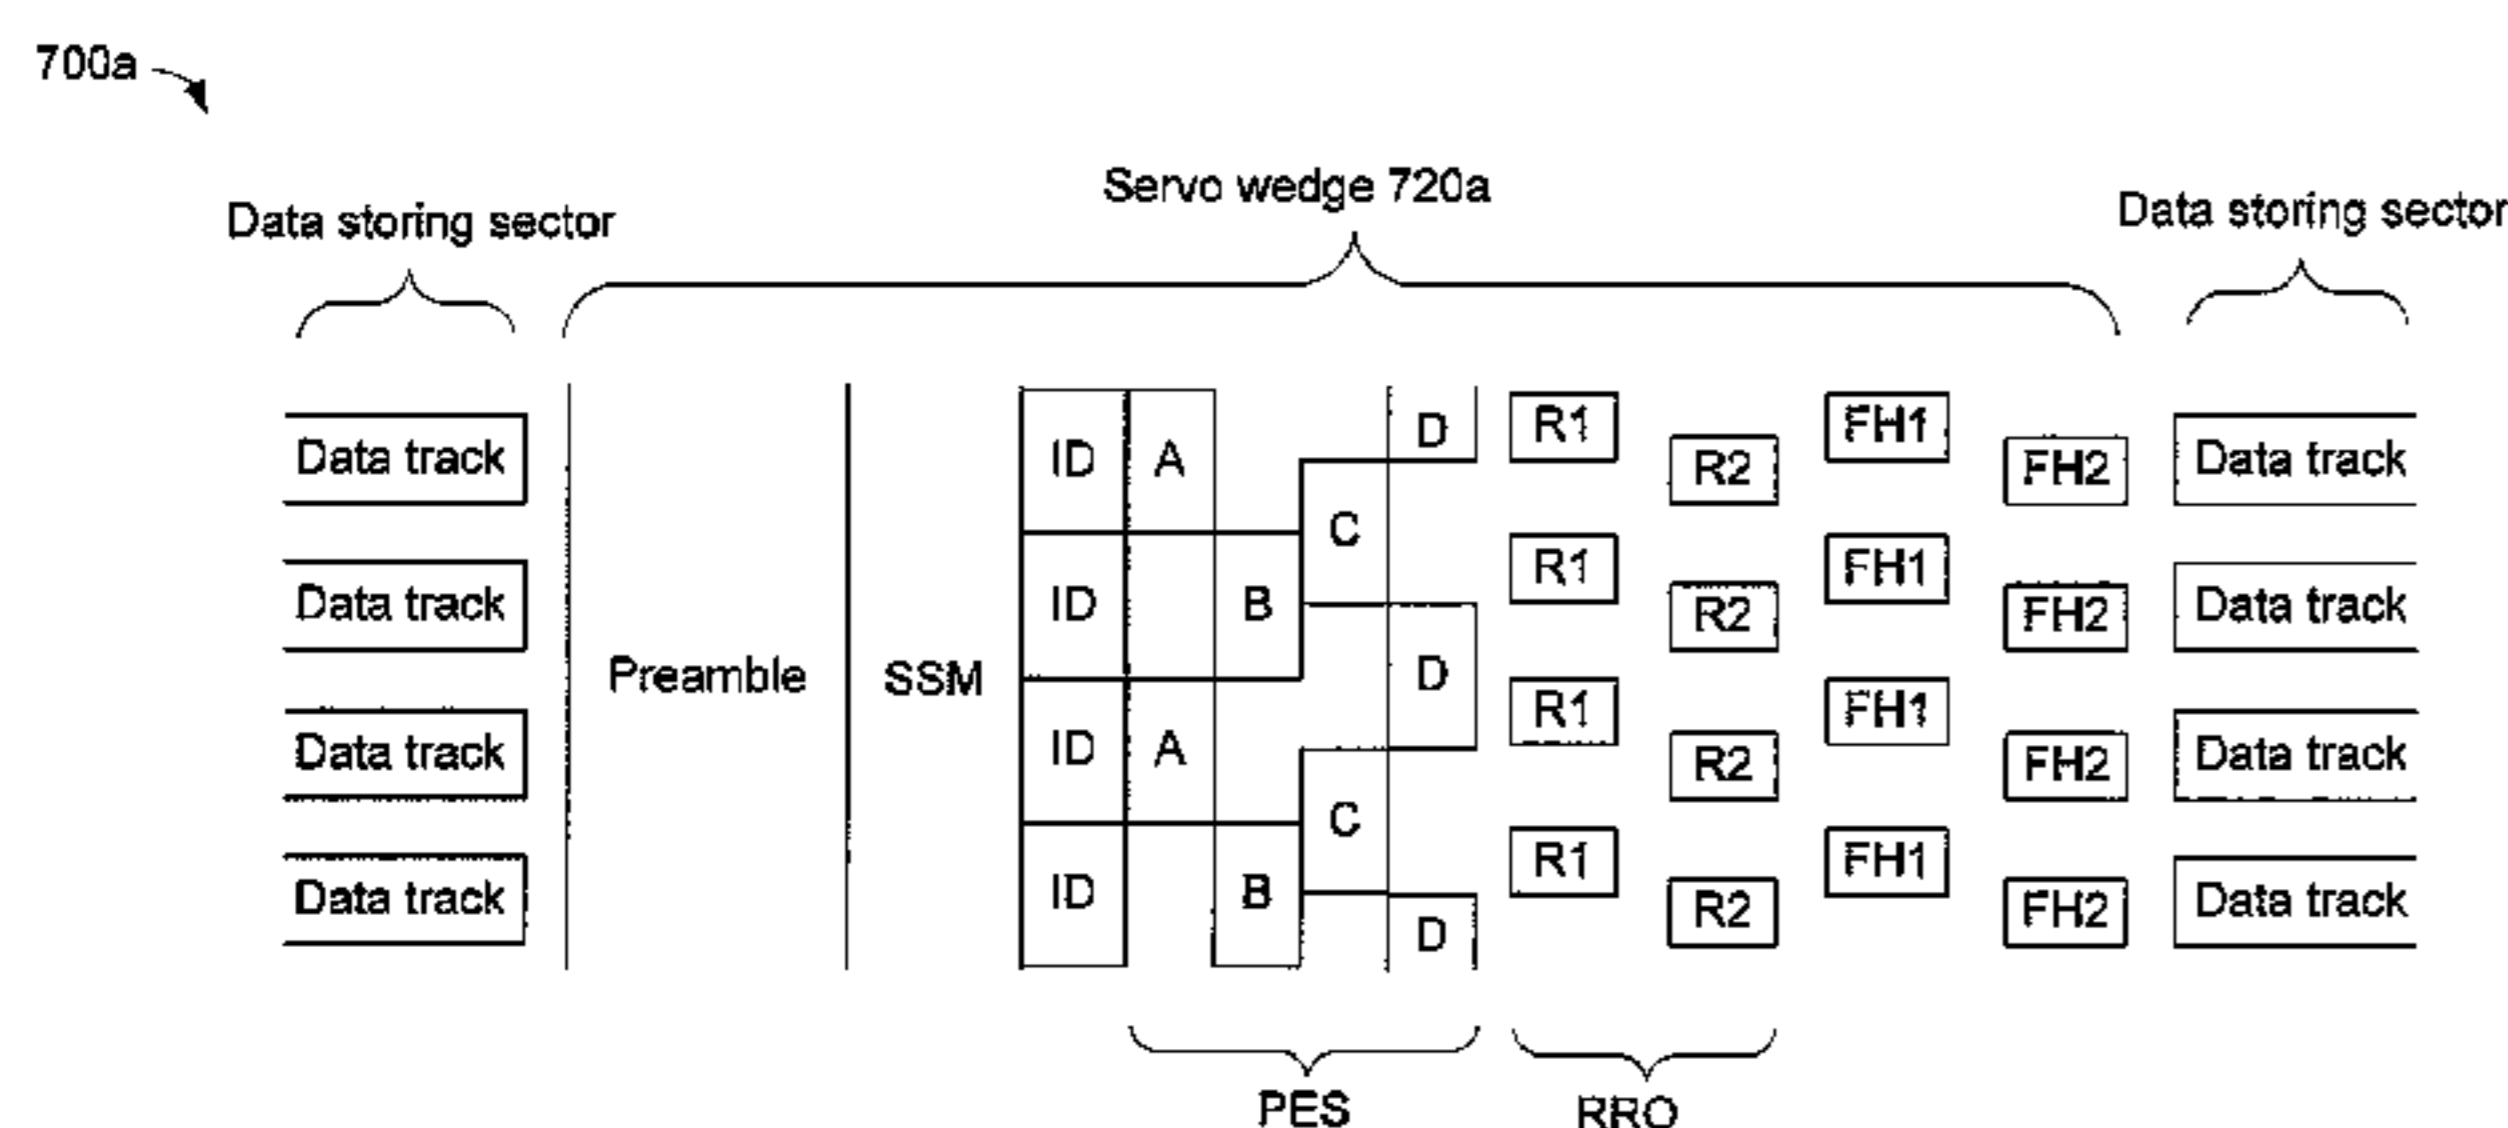 700a
Servo wedge 720a
Data storing sector
Data storing sector
D
R1
FH1
Data track
ID
A
R2
FH2
Data track
C
R1
FH1
Data track
ID
B
R2
FH2
Data track
Preamble
SSM
D
R1
FH1
Data track
ID
A
R2
FH2
Data track
C
R1
FH1
Data track
ID
B
R2
FH2
Data track
D
PES
RRO